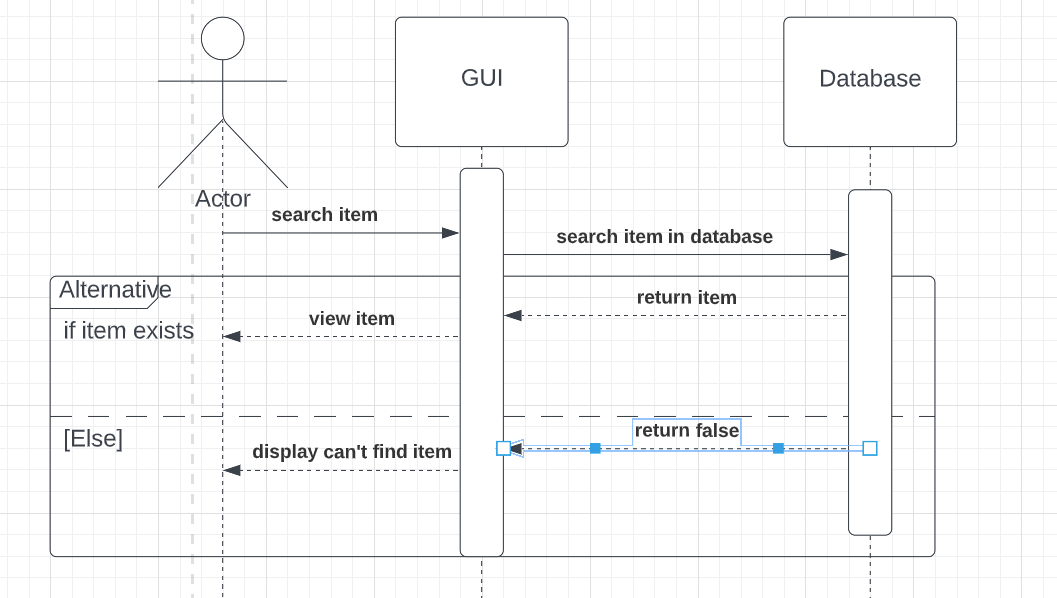 GUI
Database
Actor
search item
search item in database
Alternative
return item
view item
if item exists
return false
[Else]
display can't find item